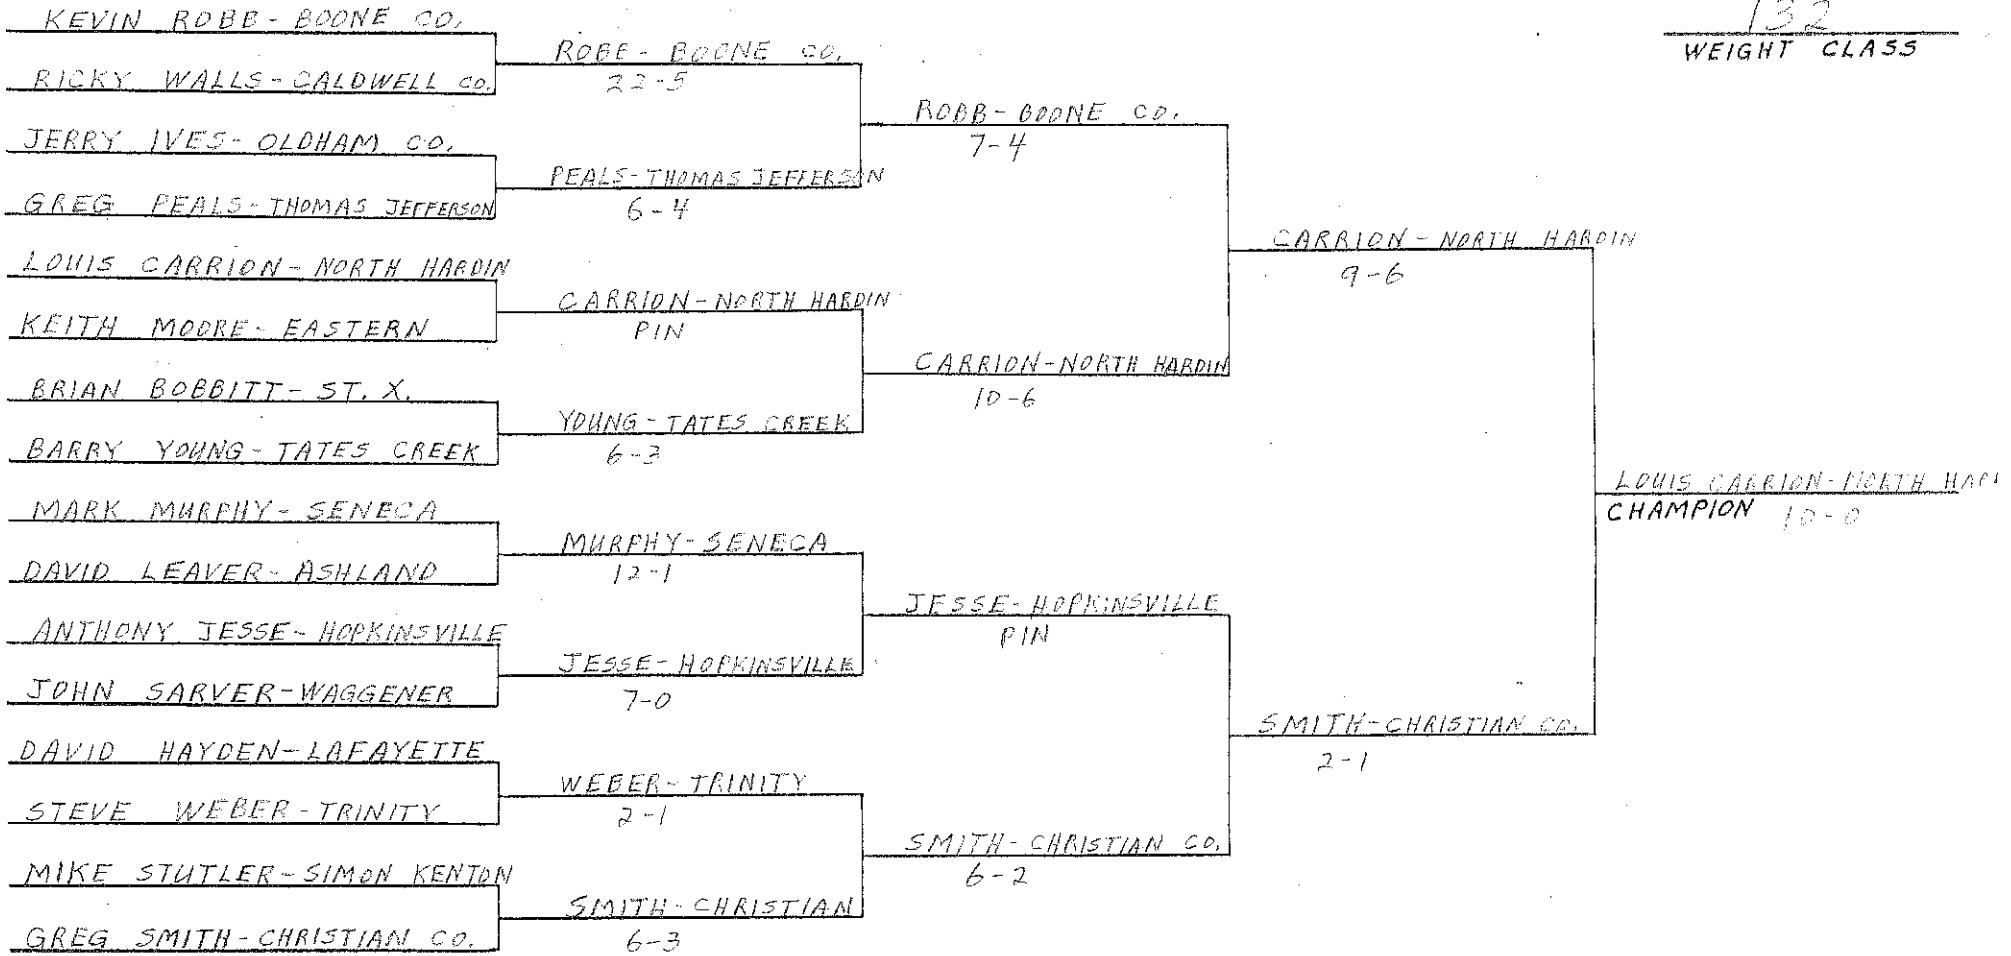 132
WEIGHT CLASS
KEVIN ROBB - BOONE CO.
RICKY WALLS - CALDWELL CO.
JERRY IVES - OLDHAM CO.
GREG PEALS - THOMAS JEFFERSON
LOUIS CARRION - NORTH HARDIN
KEITH MOORE - EASTERN
BRIAN BOBBITT - ST. X.
BARRY YOUNG - TATES CREEK
MARK MURPHY - SENECA
DAVID LEAVER - ASHLAND
ANTHONY JESSE - HOPKINSVILLE
JOHN SARVER - WAGGENER
DAVID HAYDEN - LAFAYETTE
STEVE WEBER - TRINITY
MIKE STUTLER - SIMON KENTON
GREG SMITH - CHRISTIAN CO.
ROBB - BOONE CO.
22-5
PEALS - THOMAS JEFFERSON
6-4
CARRION - NORTH HARDIN
PIN
YOUNG - TATES CREEK
6-3
MURPHY - SENECA
12-1
JESSE - HOPKINSVILLE
7-0
WEBER - TRINITY
2-1
SMITH - CHRISTIAN
6-3
ROBB - BOONE CO.
7-4
CARRION - NORTH HARDIN
10-6
JESSE - HOPKINSVILLE
PIN
SMITH - CHRISTIAN CO.
6-2
CARRION - NORTH HARDIN
9-6
SMITH - CHRISTIAN CO.
2-1
LOUIS CARRION - NORTH HARD
CHAMPION 10-0